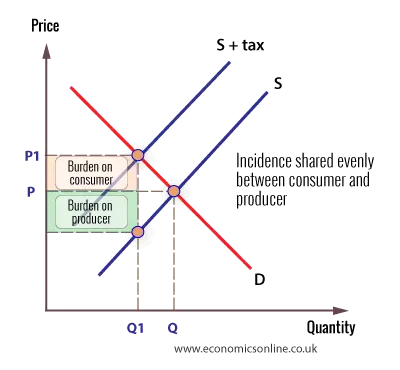 Price
S + tax
S
P1
Burden on
consumer
Incidence shared evenly
between consumer and
producer
P
Burden on
producer
D
Q1
Q
Quantity
www.economicsonline.co.uk